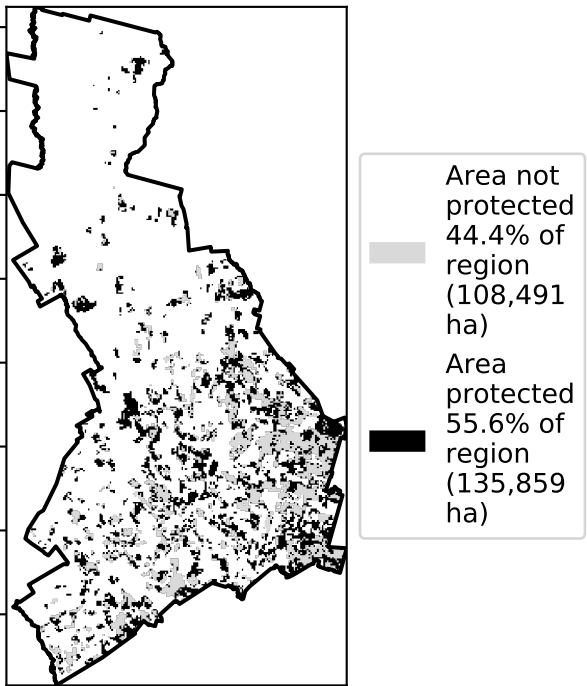 Area not
protected
44.4% of
region
(108,491
ha)
Area
protected
55.6% of
region
(135,859
ha)